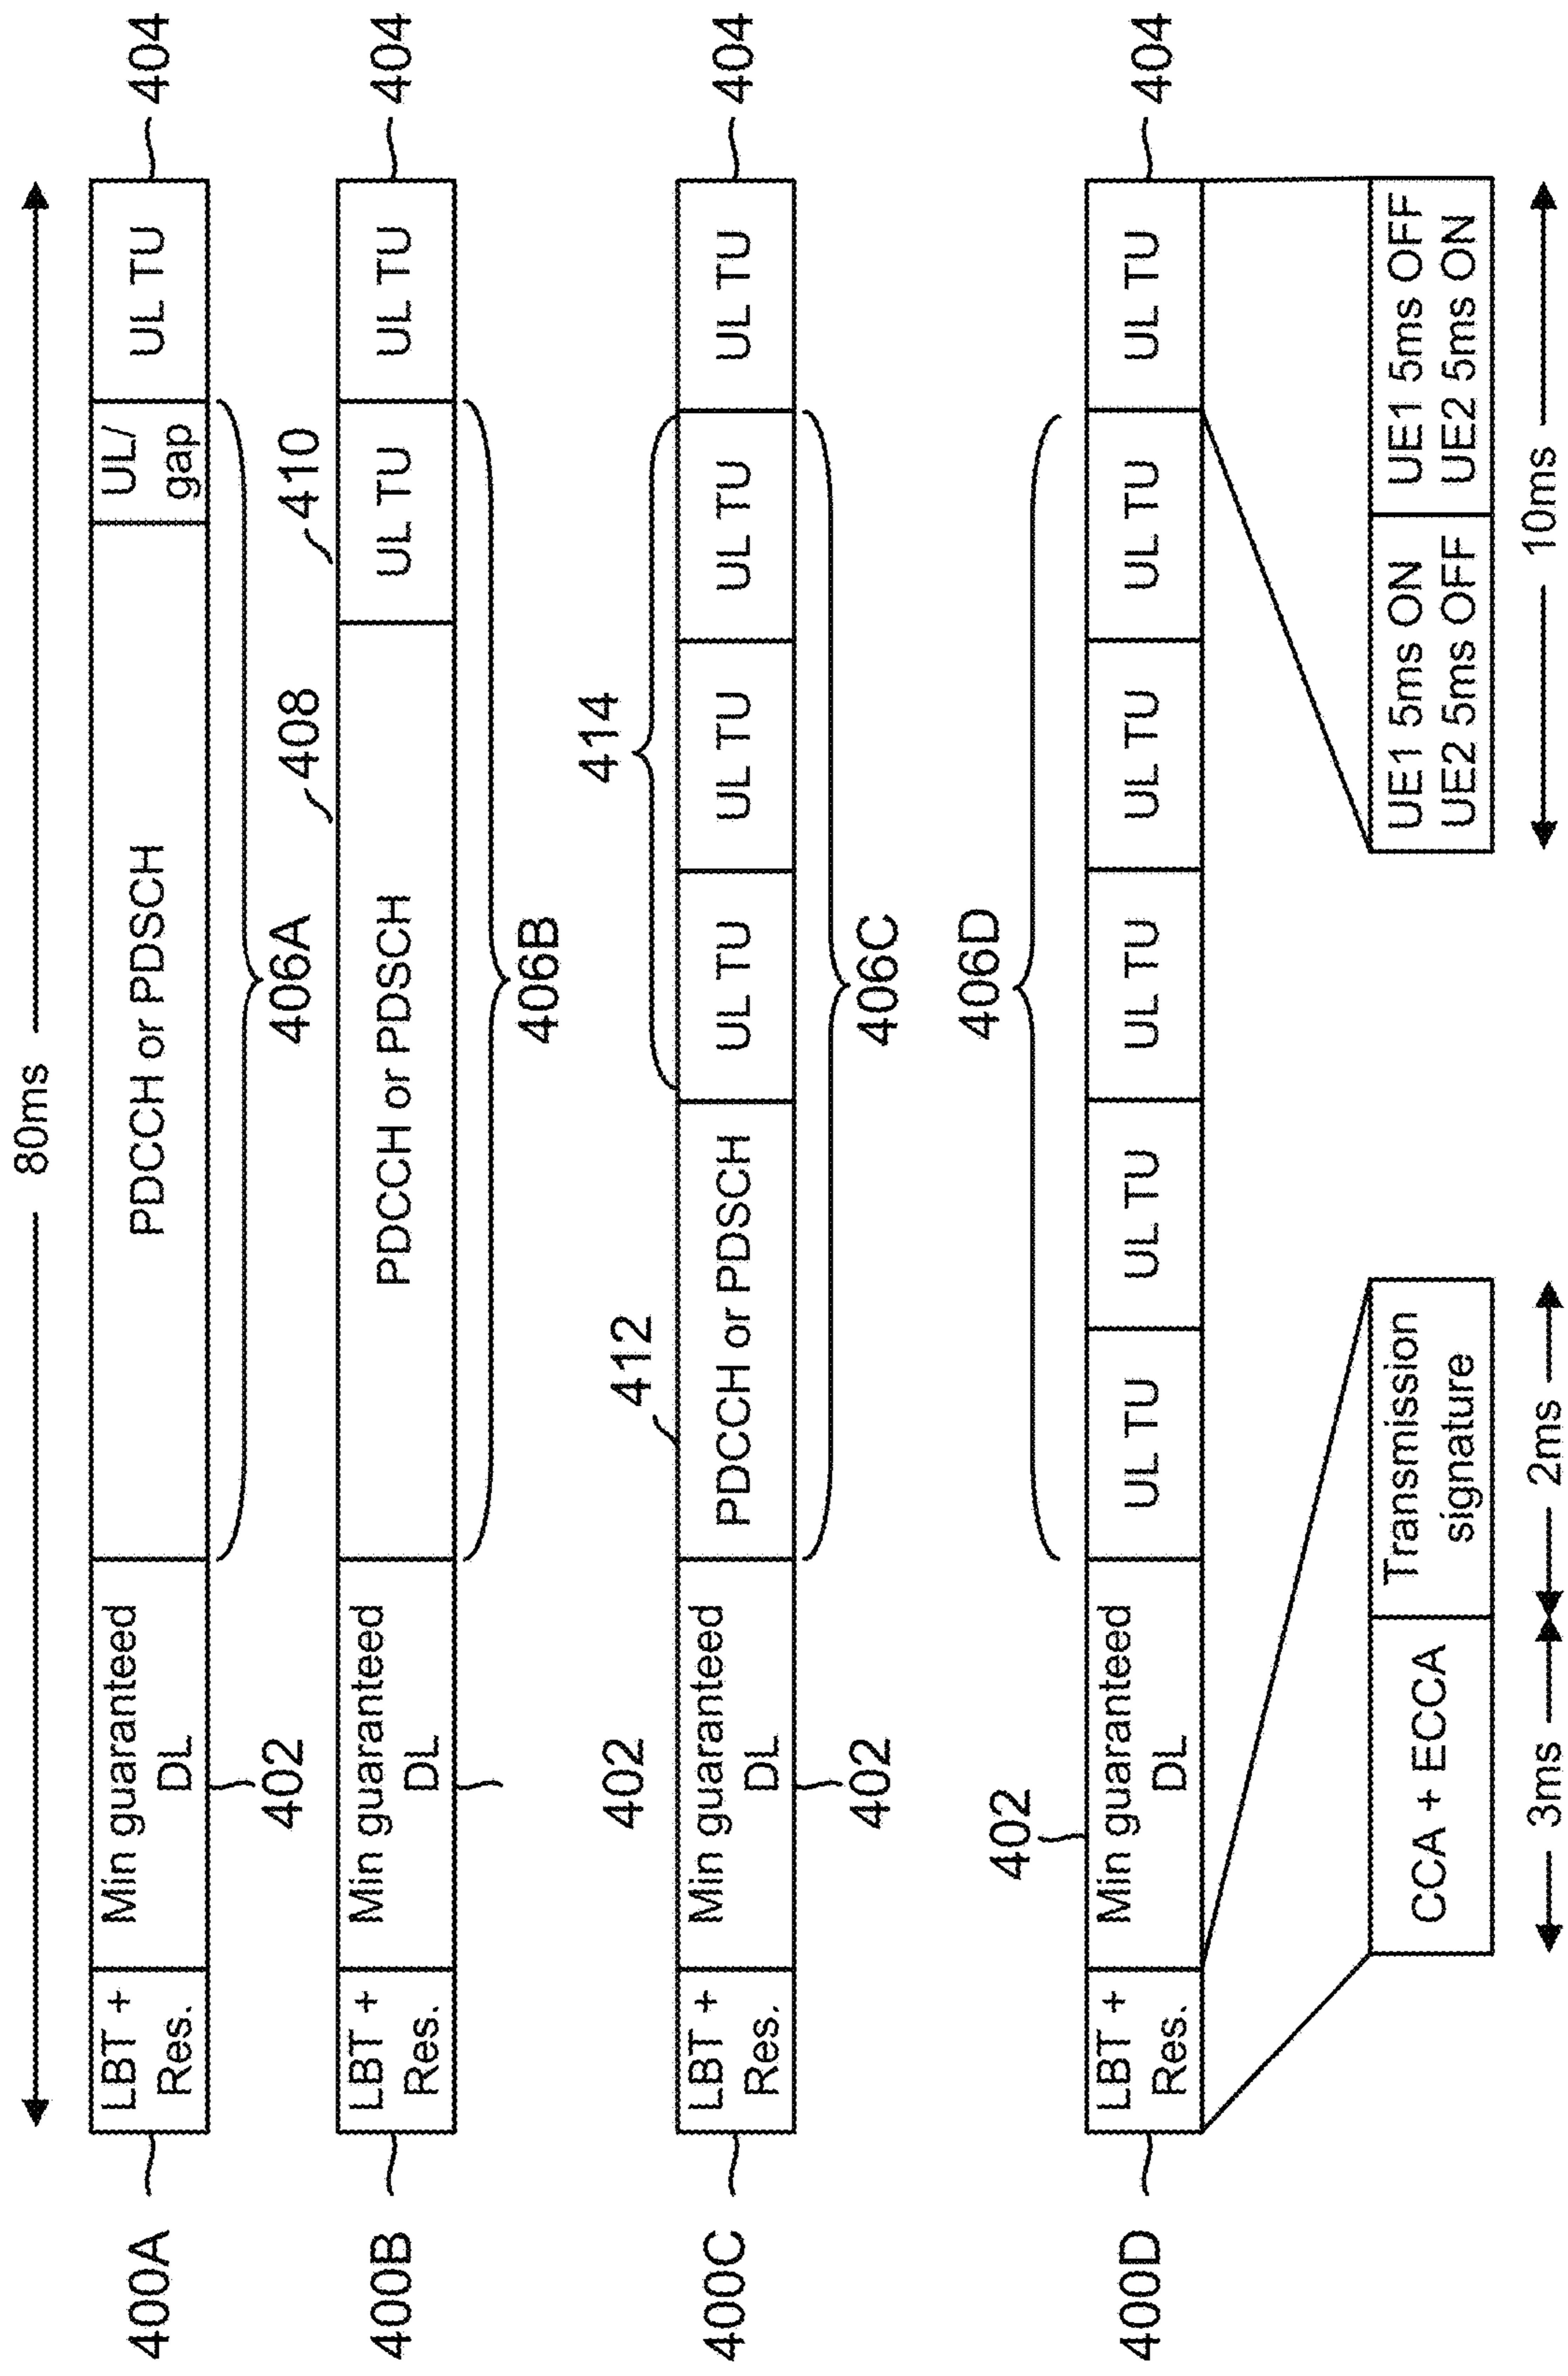 80ms
400A
LBT +
Res.
Min guaranteed
DL
PDCCH or PDSCH
UL/
gap
UL TU
404
402
406A
408
410
400B
LBT +
Res.
Min guaranteed
DL
PDCCH or PDSCH
UL TU
UL TU
404
402
406B
412
414
400C
LBT +
Res.
Min guaranteed
DL
PDCCH or PDSCH
UL TU
UL TU
UL TU
UL TU
404
402
406C
402
406D
400D
LBT +
Res.
Min guaranteed
DL
UL TU
UL TU
UL TU
UL TU
UL TU
UL TU
404
CCA + ECCA
Transmission
signature
3ms
2ms
UE1 5ms ON
UE2 5ms OFF
UE1 5ms OFF
UE2 5ms ON
10ms